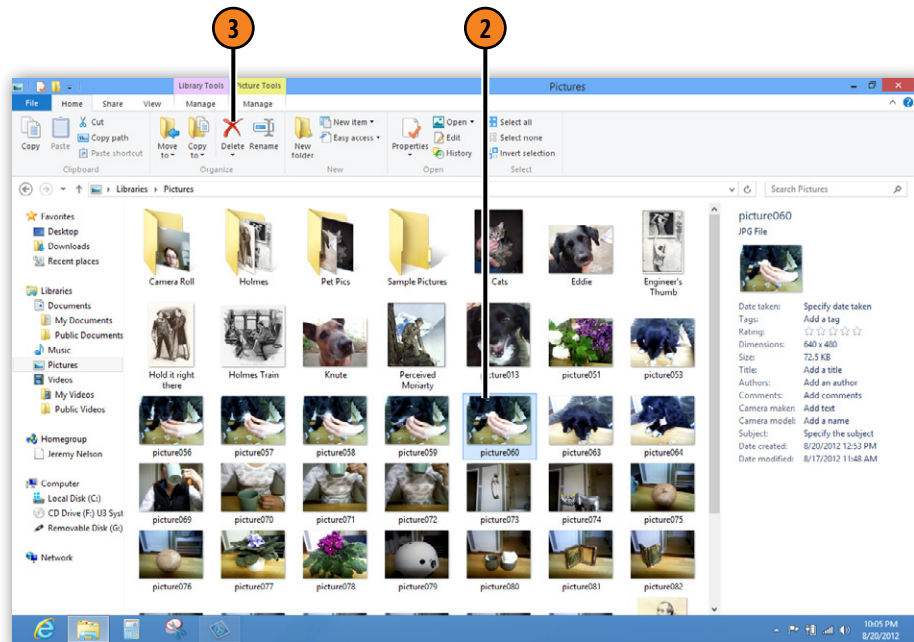 3
2
Library Tools
Picture Tools
Pictures
File
Home
Share
View
Manage
Manage
Copy
Paste
Cut
Copy path
Paste shortcut
Move to
Copy to
Delete
Rename
New folder
New item
Easy access
Properties
Open
Edit
History
Select all
Select none
Invert selection
Clipboard
Organize
New
Open
Select
Libraries
Pictures
Search Pictures
Favorites
Desktop
Downloads
Recent places
Libraries
Documents
My Documents
Public Documents
Music
Pictures
Videos
My Videos
Public Videos
Homegroup
Jeremy Nelson
Computer
Local Disk (C:)
CD Drive (F:) U3 Syst
Removable Disk (G:)
Network
Camera Roll
Holmes
Pet Pics
Sample Pictures
Cats
Eddie
Engineer's
Thumb
Hold it right
there
Holmes Train
Knute
Perceived
Moriarty
picture013
picture051
picture053
picture056
picture057
picture058
picture059
picture060
picture063
picture064
picture069
picture070
picture071
picture072
picture073
picture074
picture075
picture076
picture077
picture078
picture079
picture080
picture081
picture082
picture060
JPG File
Date taken: Specify date taken
Tags: Add a tag
Rating:
Dimensions: 640 x 480
Size: 72.5 KB
Title: Add a title
Authors: Add an author
Comments: Add comments
Camera maker: Add text
Camera model: Add a name
Subject: Specify the subject
Date created: 8/20/2012 12:53 PM
Date modified: 8/17/2012 11:48 AM
10:05 PM
8/20/2012